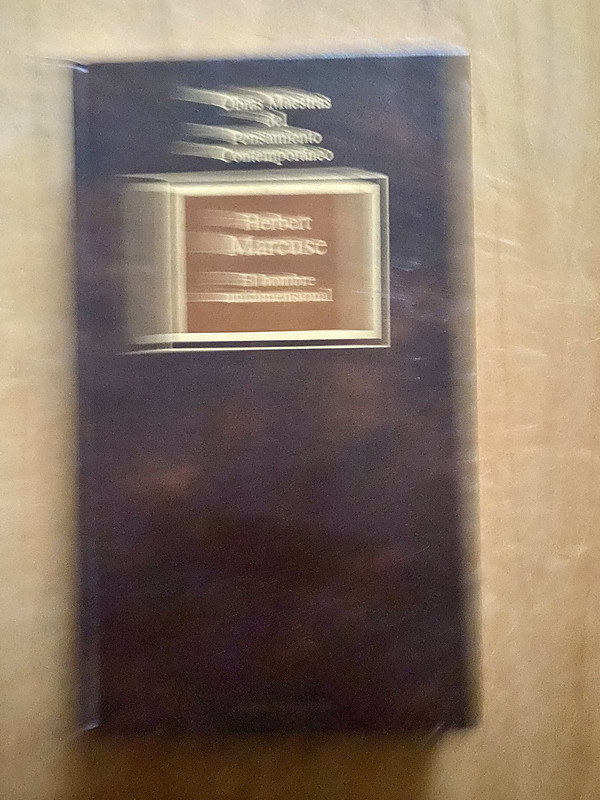 Obras Maestras
del
Pensamiento
Contemporáneo
Herbert
Marcuse
El hombre
unidimensional